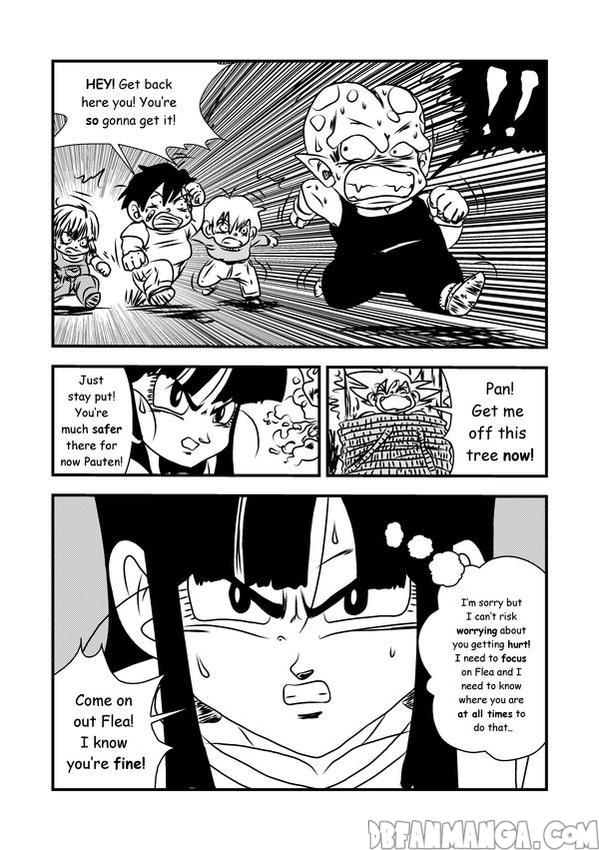 HEY! Get back
here you! You're
so gonna get it!
!!
Just
stay put!
You're
much safer
there for
now Pauten!
Pan!
Get me
off this
tree now!
I'm sorry but
I can't risk
worrying about
you getting hurt!
I need to focus
on Flea and I
need to know
where you are
at all times to
do that...
Come on
out Flea!
I know
you're fine!
DBFANMANGA.COM